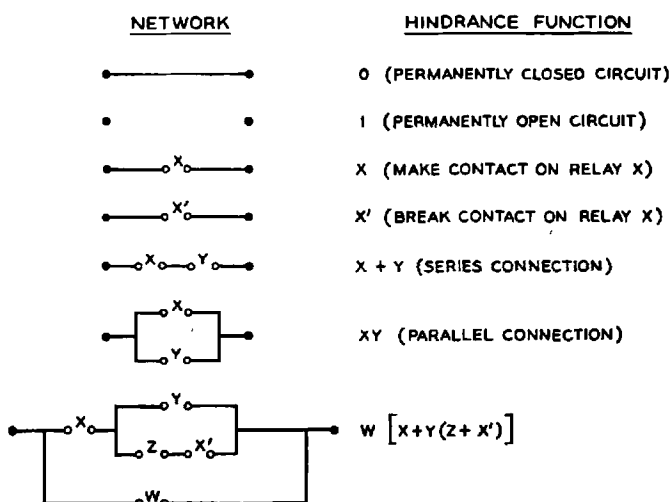 NETWORK HINDRANCE FUNCTION
0 (PERMANENTLY CLOSED CIRCUIT)
1 (PERMANENTLY OPEN CIRCUIT)
X X (MAKE CONTACT ON RELAY X)
X' X' (BREAK CONTACT ON RELAY X)
X Y X + Y (SERIES CONNECTION)
X
Y
XY (PARALLEL CONNECTION)
X Y
Z X'
W
W [X+Y(Z+X')]